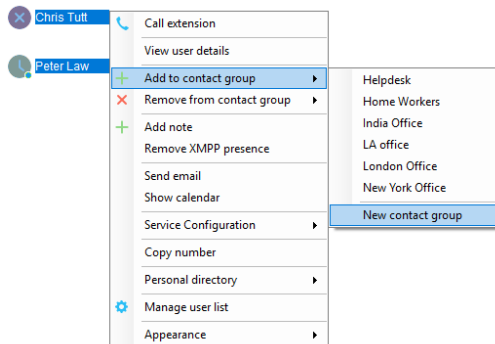 Chris Tutt
Peter Law
Call extension
View user details
Add to contact group
Remove from contact group
Add note
Remove XMPP presence
Send email
Show calendar
Service Configuration
Copy number
Personal directory
Manage user list
Appearance
Helpdesk
Home Workers
India Office
LA office
London Office
New York Office
New contact group